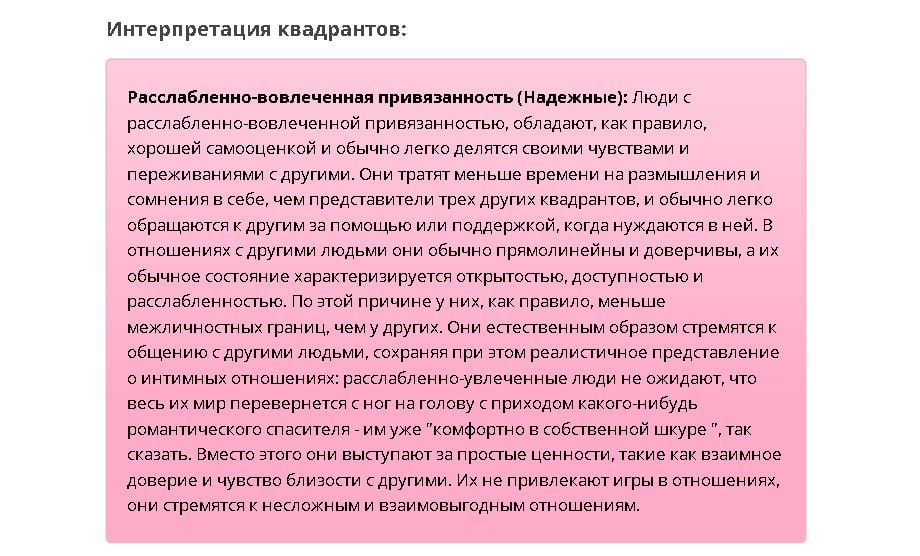 Интерпретация квадрантов:
Расслабленно-вовлеченная привязанность (Надежные): Люди с
расслабленно-вовлеченной привязанностью, обладают, как правило,
хорошей самооценкой и обычно легко делятся своими чувствами и
переживаниями с другими. Они тратят меньше времени на размышления и
сомнения в себе, чем представители трех других квадрантов, и обычно легко
обращаются к другим за помощью или поддержкой, когда нуждаются в ней. В
отношениях с другими людьми они обычно прямолинейны и доверчивы, а их
обычное состояние характеризируется открытостью, доступностью и
расслабленностью. По этой причине у них, как правило, меньше
межличностных границ, чем у других. Они естественным образом стремятся к
общению с другими людьми, сохраняя при этом реалистичное представление
о интимных отношениях: расслабленно-увлеченные люди не ожидают, что
весь их мир перевернется с ног на голову с приходом какого-нибудь
романтического спасителя - им уже "комфортно в собственной шкуре ", так
сказать. Вместо этого они выступают за простые ценности, такие как взаимное
доверие и чувство близости с другими. Их не привлекают игры в отношениях,
они стремятся к несложным и взаимовыгодным отношениям.